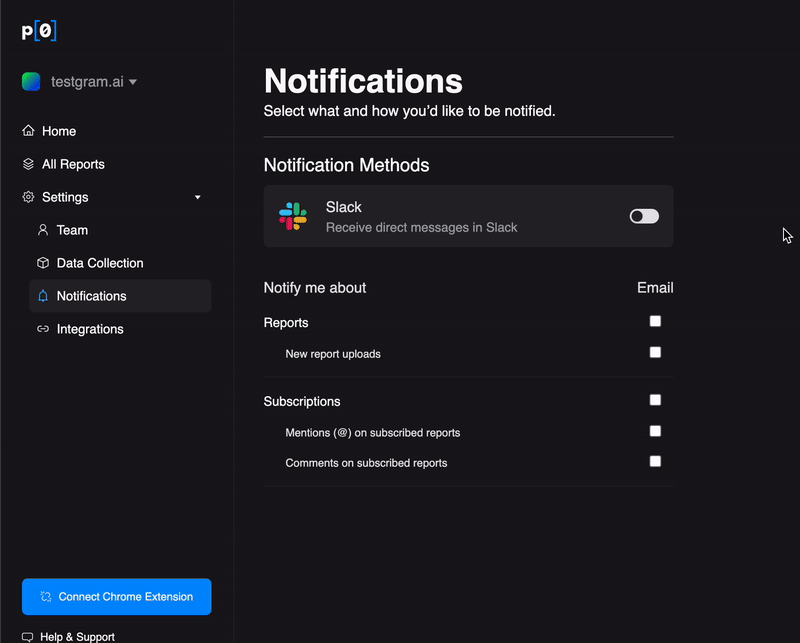 p[0]
testgram.ai
Home
All Reports
Settings
Team
Data Collection
Notifications
Integrations
Connect Chrome Extension
Help & Support
Notifications
Select what and how you'd like to be notified.
Notification Methods
Slack
Receive direct messages in Slack
Notify me about Email
Reports
New report uploads
Subscriptions
Mentions (@) on subscribed reports
Comments on subscribed reports